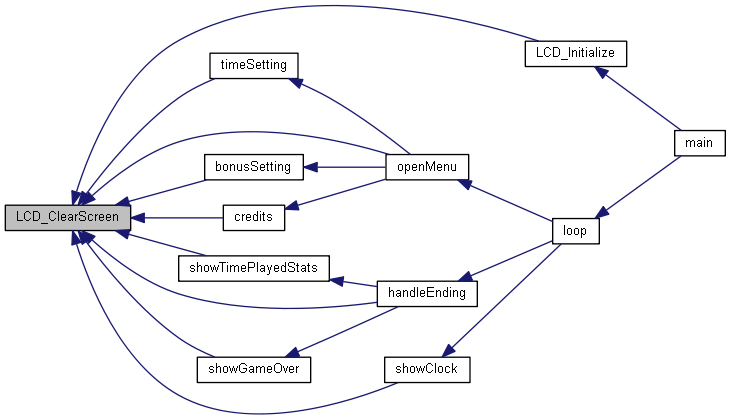 LCD_Initialize
timeSetting
main
bonusSetting
openMenu
LCD_ClearScreen
credits
loop
showTimePlayedStats
handleEnding
showGameOver
showClock